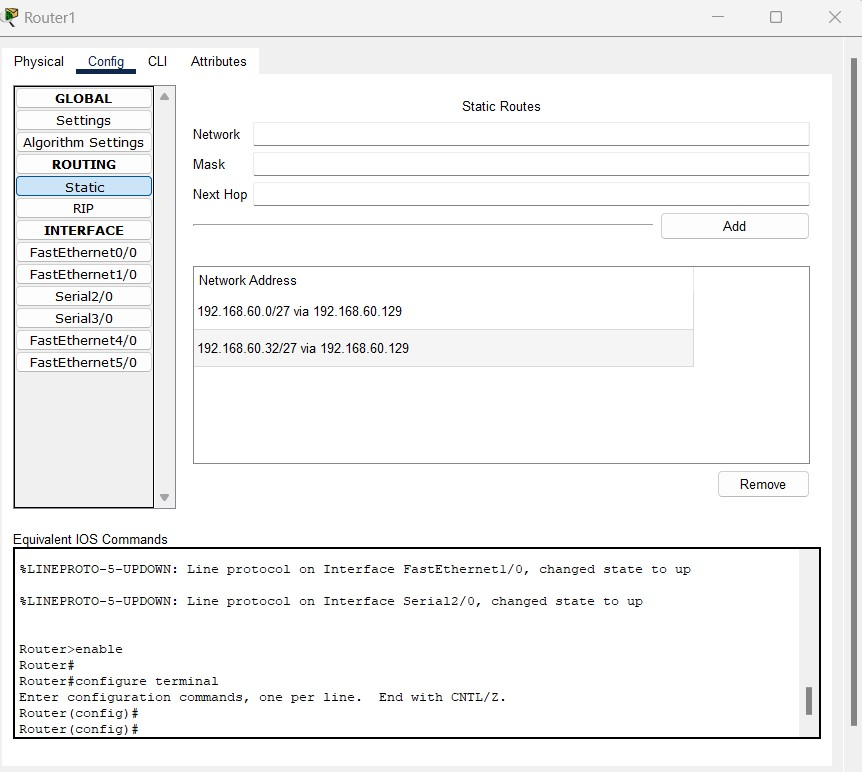 Router1
Physical Config CLI Attributes
GLOBAL
Settings
Algorithm Settings
ROUTING
Static
RIP
INTERFACE
FastEthernet0/0
FastEthernet1/0
Serial2/0
Serial3/0
FastEthernet4/0
FastEthernet5/0
Static Routes
Network
Mask
Next Hop
Add
Network Address
192.168.60.0/27 via 192.168.60.129
192.168.60.32/27 via 192.168.60.129
Remove
Equivalent IOS Commands
%LINEPROTO-5-UPDOWN: Line protocol on Interface FastEthernet1/0, changed state to up
%LINEPROTO-5-UPDOWN: Line protocol on Interface Serial2/0, changed state to up
Router>enable
Router#
Router#configure terminal
Enter configuration commands, one per line.  End with CNTL/Z.
Router(config)#
Router(config)#